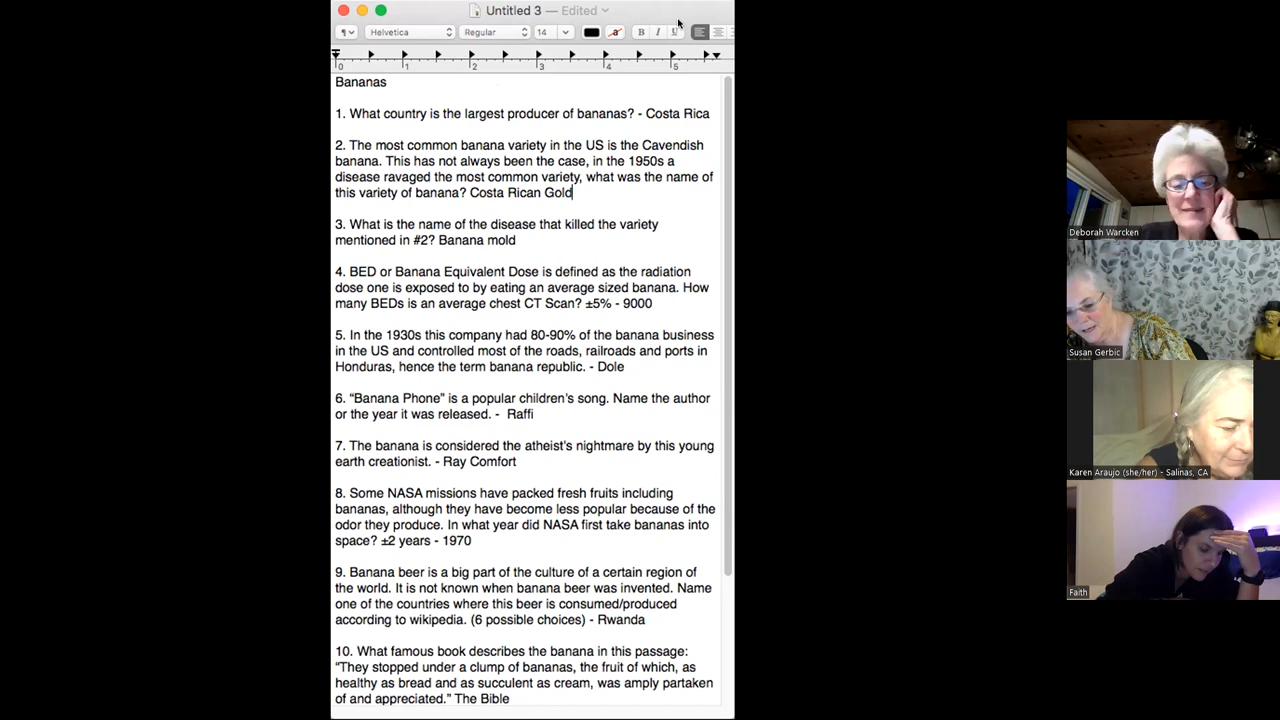 Untitled 3 — Edited
¶ Helvetica Regular 14 a B I U
0 1 2 3 4 5
Bananas
1. What country is the largest producer of bananas? - Costa Rica
2. The most common banana variety in the US is the Cavendish
banana. This has not always been the case, in the 1950s a
disease ravaged the most common variety, what was the name of
this variety of banana? Costa Rican Gold
3. What is the name of the disease that killed the variety
mentioned in #2? Banana mold
4. BED or Banana Equivalent Dose is defined as the radiation
dose one is exposed to by eating an average sized banana. How
many BEDs is an average chest CT Scan? ±5% - 9000
5. In the 1930s this company had 80-90% of the banana business
in the US and controlled most of the roads, railroads and ports in
Honduras, hence the term banana republic. - Dole
6. “Banana Phone” is a popular children’s song. Name the author
or the year it was released. - Raffi
7. The banana is considered the atheist’s nightmare by this young
earth creationist. - Ray Comfort
8. Some NASA missions have packed fresh fruits including
bananas, although they have become less popular because of the
odor they produce. In what year did NASA first take bananas into
space? ±2 years - 1970
9. Banana beer is a big part of the culture of a certain region of
the world. It is not known when banana beer was invented. Name
one of the countries where this beer is consumed/produced
according to wikipedia. (6 possible choices) - Rwanda
10. What famous book describes the banana in this passage:
“They stopped under a clump of bananas, the fruit of which, as
healthy as bread and as succulent as cream, was amply partaken
of and appreciated.” The Bible
Deborah Warcken
Susan Gerbic
Karen Araujo (she/her) - Salinas, CA
Faith